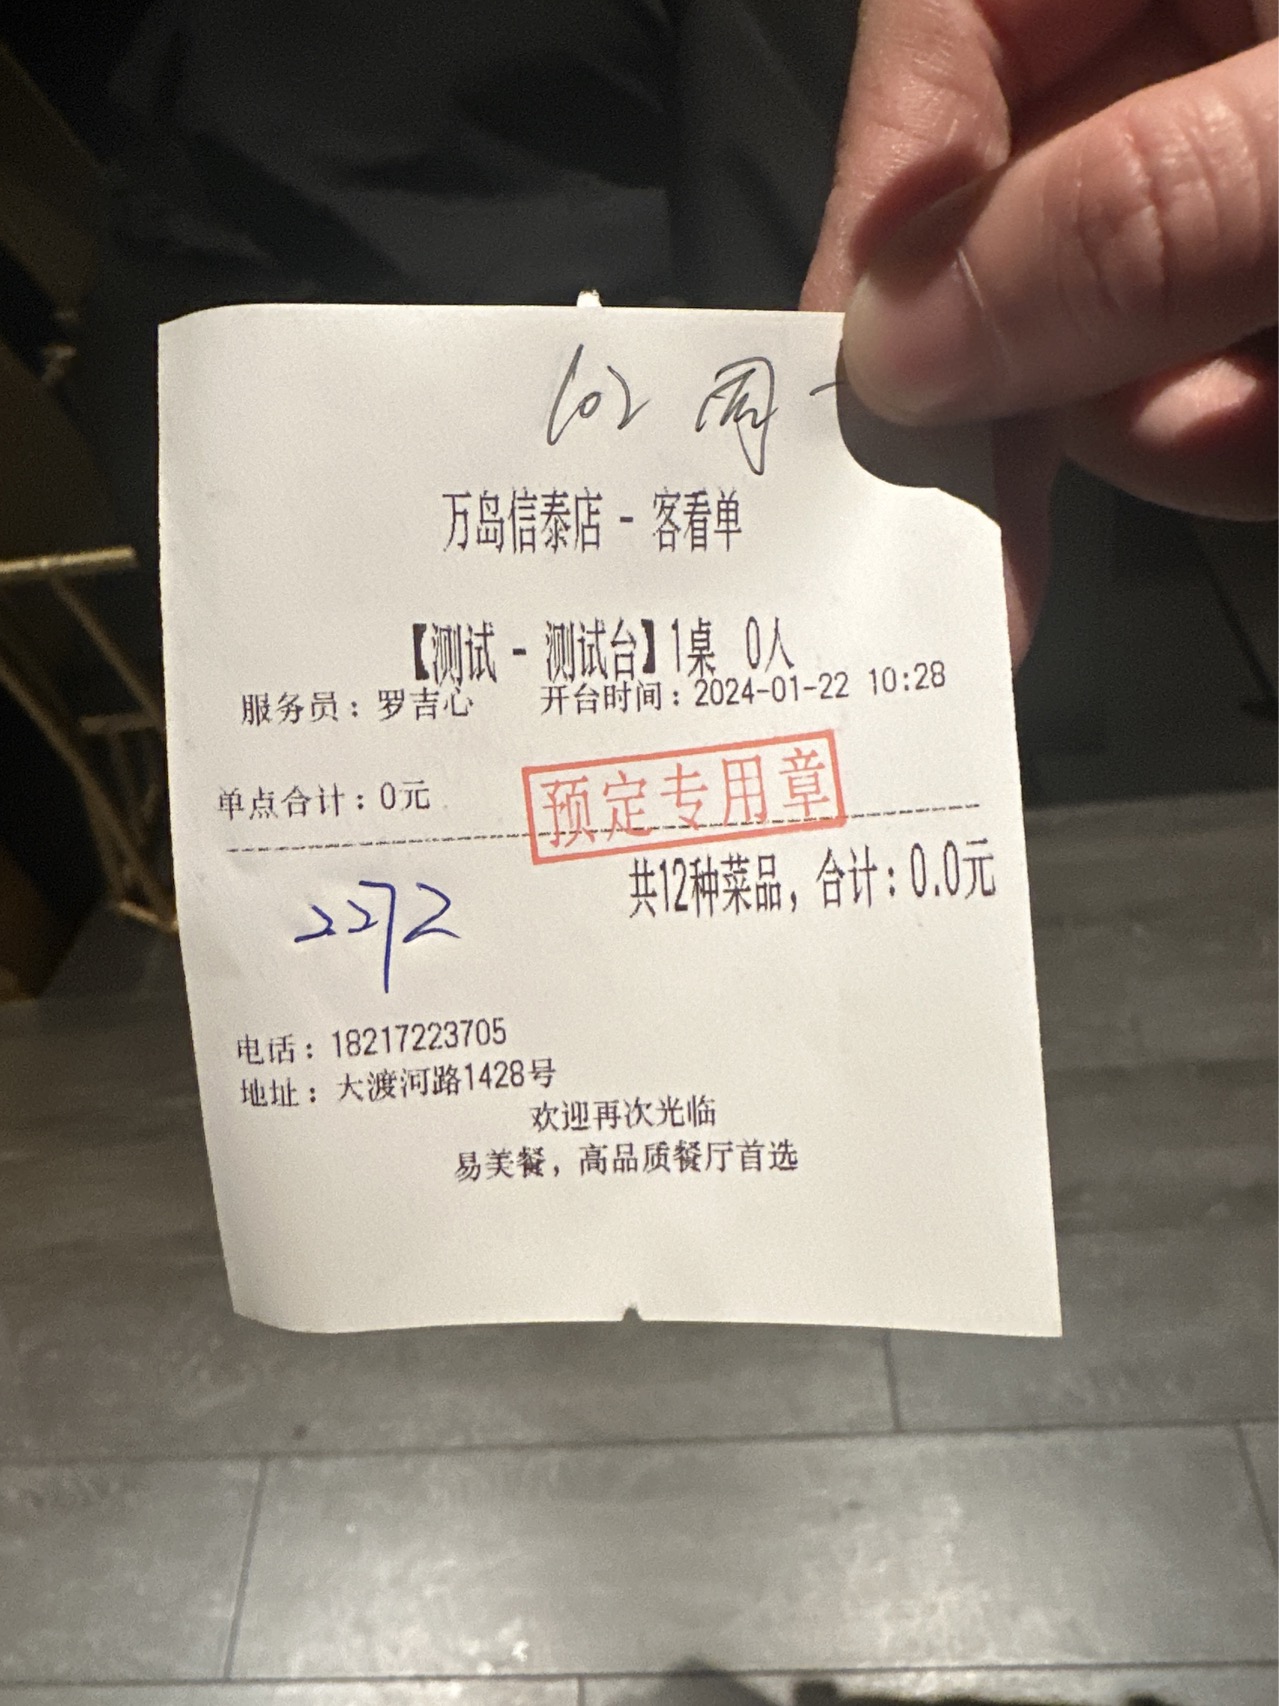 102 周一
万岛信泰店 - 客看单
【测试 - 测试台】1桌 0人
服务员：罗吉心 开台时间：2024-01-22 10:28
单点合计：0元
预定专用章
共12种菜品，合计：0.0元
2272
电话：18217223705
地址：大渡河路1428号
欢迎再次光临
易美餐，高品质餐厅首选